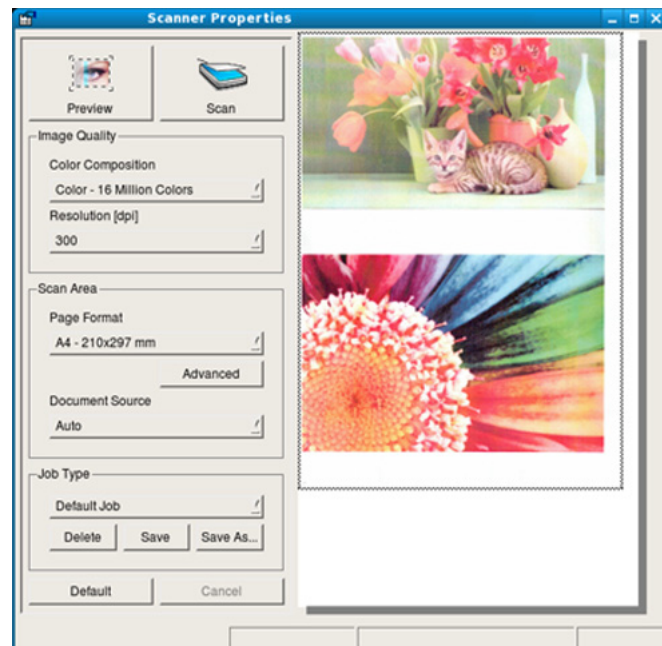 Scanner Properties
Preview
Scan
Image Quality
Color Composition
Color - 16 Million Colors
Resolution [dpi]
300
Scan Area
Page Format
A4 - 210x297 mm
Advanced
Document Source
Auto
Job Type
Default Job
Delete
Save
Save As...
Default
Cancel